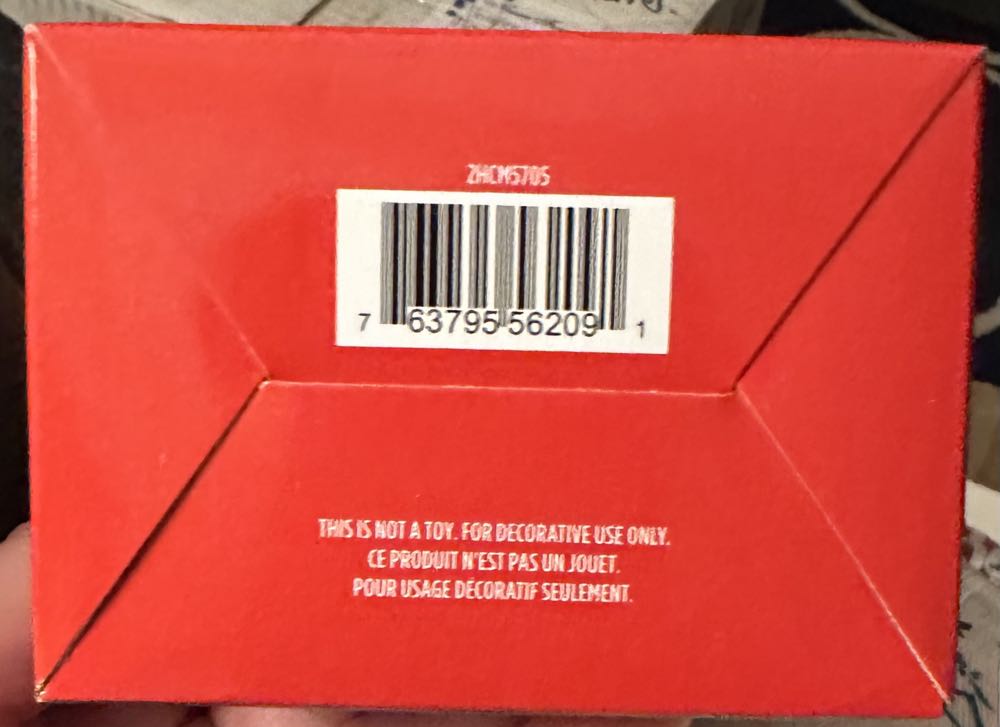 2HCM5705
7 63795 56209 1
THIS IS NOT A TOY. FOR DECORATIVE USE ONLY.
CE PRODUIT N'EST PAS UN JOUET.
POUR USAGE DÉCORATIF SEULEMENT.